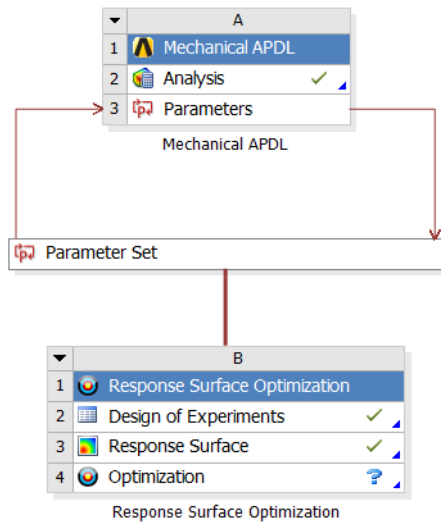 A
1 Mechanical APDL
2 Analysis
3 Parameters
Mechanical APDL
Parameter Set
B
1 Response Surface Optimization
2 Design of Experiments
3 Response Surface
4 Optimization ?
Response Surface Optimization